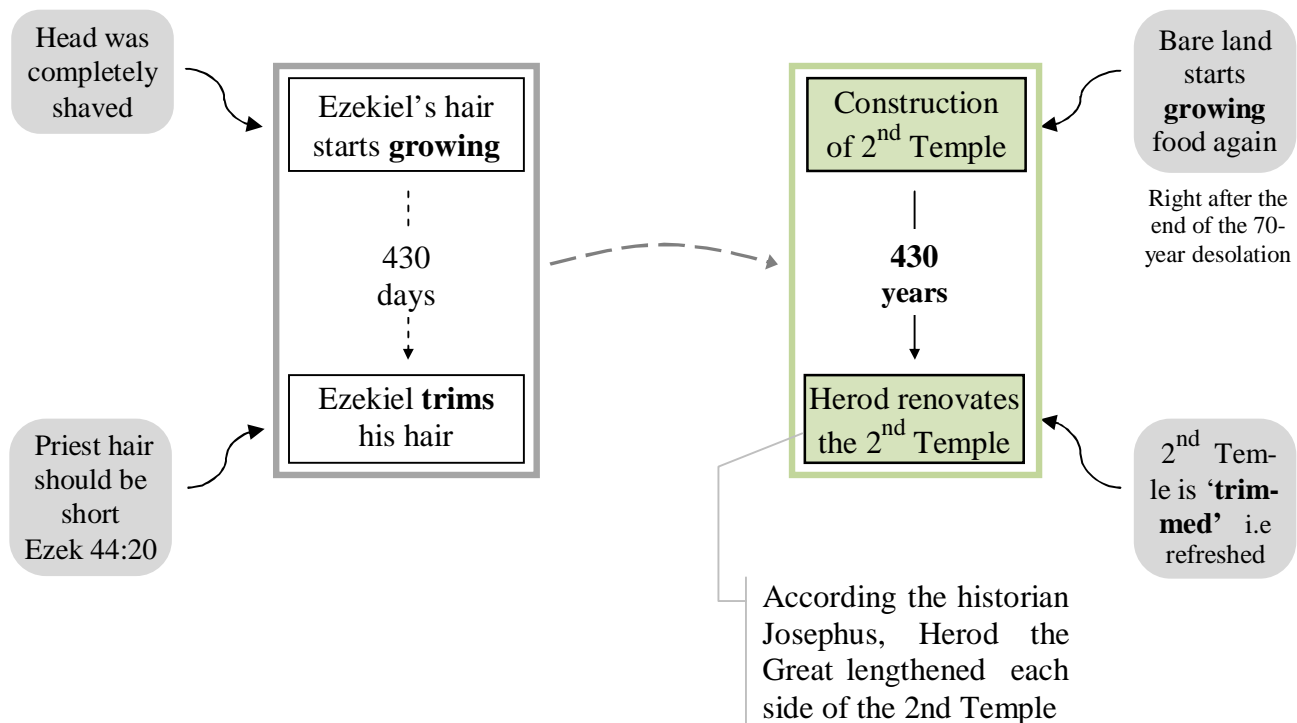 Head was
completely
shaved
Ezekiel’s hair
starts growing
430
days
Ezekiel trims
his hair
Priest hair
should be
short
Ezek 44:20
Construction
of 2nd Temple
430
years
Herod renovates
the 2nd Temple
Bare land
starts
growing
food again
Right after the
end of the 70-
year desolation
2nd Tem-
le is ‘trim-
med’ i.e
refreshed
According the historian
Josephus, Herod the
Great lengthened each
side of the 2nd Temple